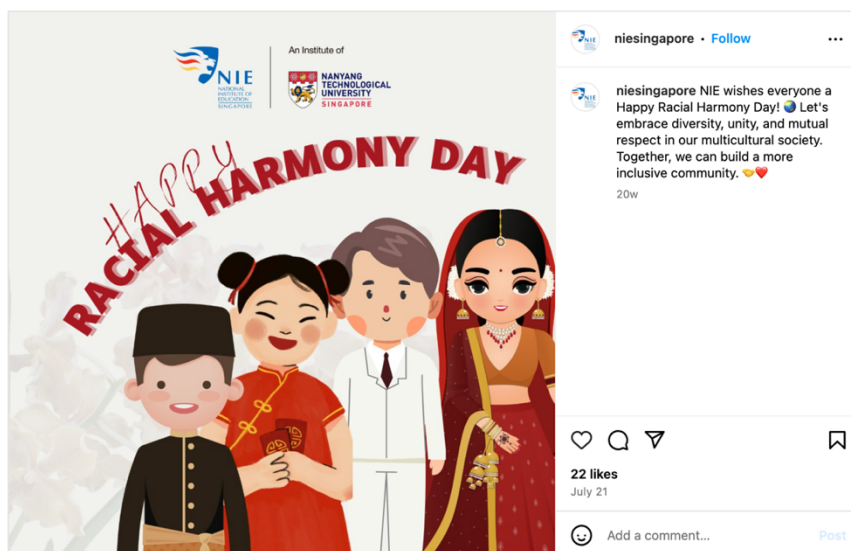 NIE
NATIONAL
INSTITUTE OF
EDUCATION
SINGAPORE
An Institute of
NANYANG
TECHNOLOGICAL
UNIVERSITY
SINGAPORE
HAPPY
RACIAL HARMONY DAY
niesingapore • Follow
niesingapore NIE wishes everyone a
Happy Racial Harmony Day! 🌏 Let's
embrace diversity, unity, and mutual
respect in our multicultural society.
Together, we can build a more
inclusive community. 🤝❤️
20w
22 likes
July 21
Add a comment...
Post